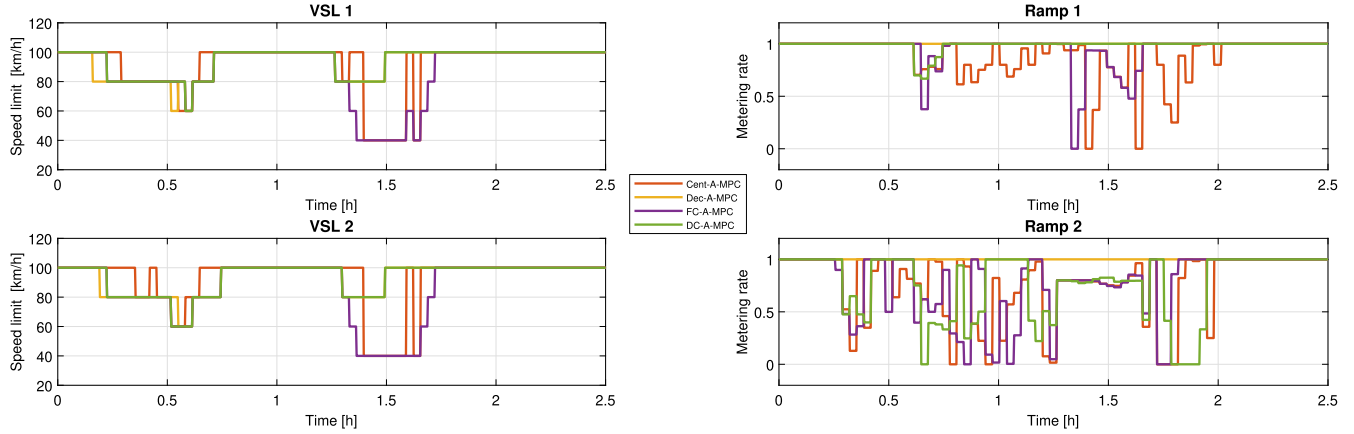 VSL 1
120
100
80
60
40
20
Speed limit [km/h]
0 0.5 1 1.5 2 2.5
Time [h]
Ramp 1
1
0.5
0
Metering rate
0 0.5 1 1.5 2 2.5
Time [h]
Cent-A-MPC
Dec-A-MPC
FC-A-MPC
DC-A-MPC
VSL 2
120
100
80
60
40
20
Speed limit [km/h]
0 0.5 1 1.5 2 2.5
Time [h]
Ramp 2
1
0.5
0
Metering rate
0 0.5 1 1.5 2 2.5
Time [h]